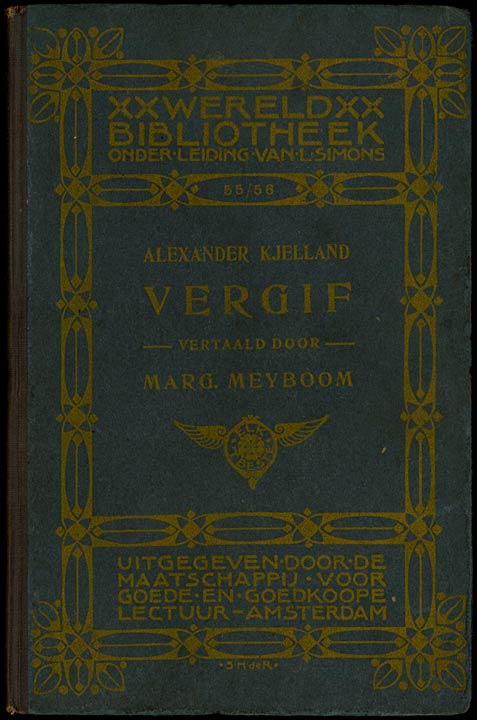 XXWERELDXX
BIBLIOTHEEK
ONDER·LEIDING·VAN·L·SIMONS
55/56
ALEXANDER KJELLAND
VERGIF
— VERTAALD DOOR —
MARG. MEYBOOM
UITGEGEVEN·DOOR·DE
MAATSCHAPPIJ·VOOR
GOEDE·EN·GOEDKOOPE
LECTUUR–AMSTERDAM
·S·H·de R·